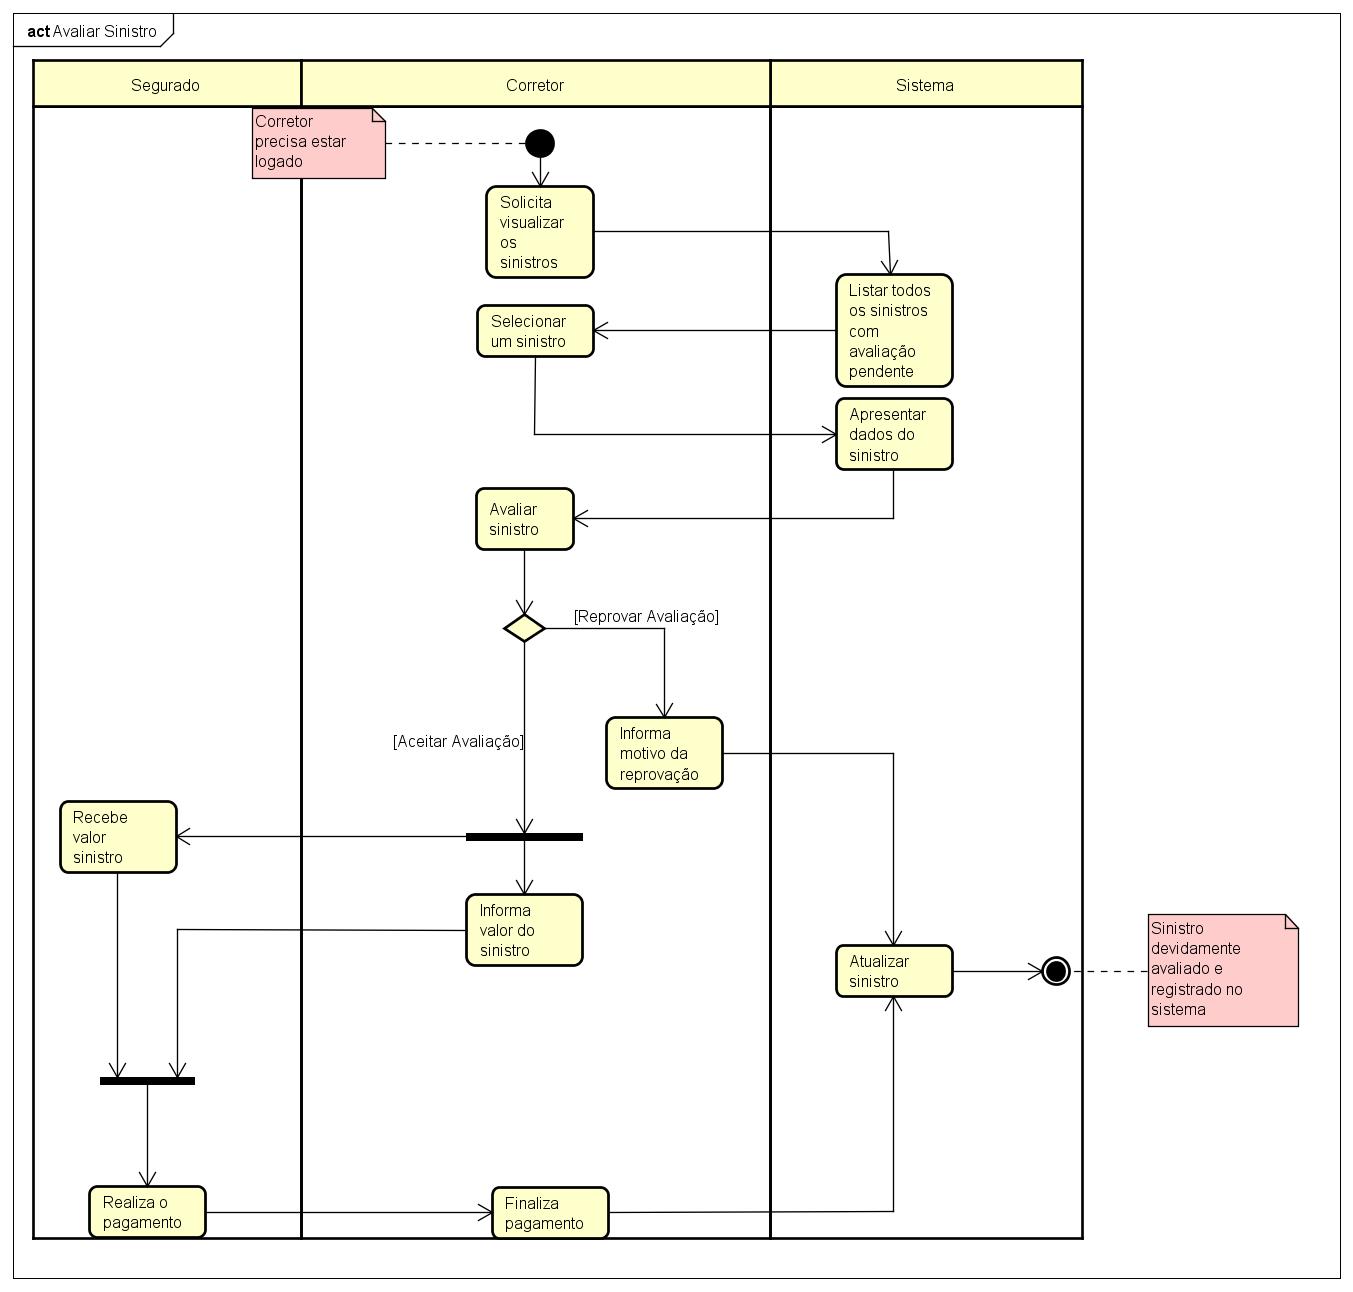 act Avaliar Sinistro
Segurado
Corretor
Sistema
Corretor
precisa estar
logado
Solicita
visualizar
os
sinistros
Listar todos
os sinistros
com
avaliação
pendente
Selecionar
um sinistro
Apresentar
dados do
sinistro
Avaliar
sinistro
[Reprovar Avaliação]
Informa
motivo da
reprovação
[Aceitar Avaliação]
Recebe
valor
sinistro
Informa
valor do
sinistro
Atualizar
sinistro
Sinistro
devidamente
avaliado e
registrado no
sistema
Realiza o
pagamento
Finaliza
pagamento